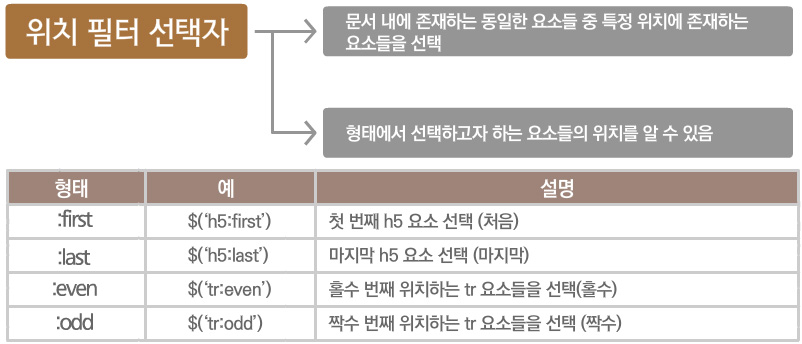 위치 필터 선택자
문서 내에 존재하는 동일한 요소들 중 특정 위치에 존재하는
요소들을 선택
형태에서 선택하고자 하는 요소들의 위치를 알 수 있음
형태 예 설명
:first $(‘h5:first’) 첫 번째 h5 요소 선택 (처음)
:last $(‘h5:last’) 마지막 h5 요소 선택 (마지막)
:even $(‘tr:even’) 홀수 번째 위치하는 tr 요소들을 선택(홀수)
:odd $(‘tr:odd’) 짝수 번째 위치하는 tr 요소들을 선택 (짝수)